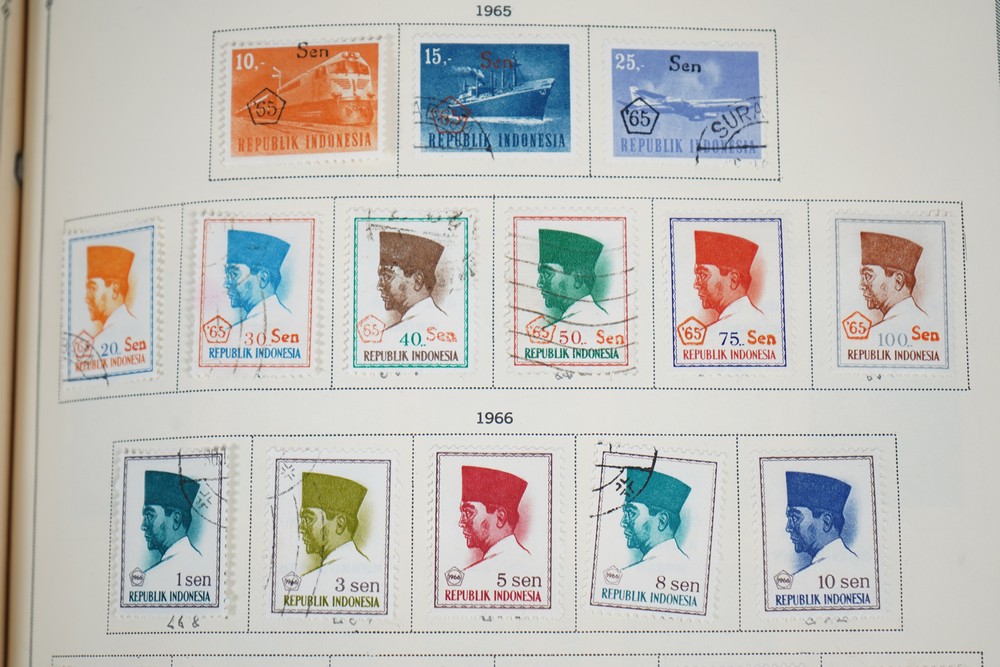 1965
10,- Sen
'65
REPUBLIK INDONESIA
15,- Sen
'65
REPUBLIK INDONESIA
25,- Sen
'65
SURA
REPUBLIK INDONESIA
'65 20. Sen
REPUBLIK INDONESIA
'65 30 Sen
REPUBLIK INDONESIA
'65 40. Sen
REPUBLIK INDONESIA
'65 50.. Sen
REPUBLIK INDONESIA
'65 75.. Sen
REPUBLIK INDONESIA
'65 100.. Sen
REPUBLIK INDONESIA
1966
1966 1 sen
REPUBLIK INDONESIA
1966 3 sen
REPUBLIK INDONESIA
1966 5 sen
REPUBLIK INDONESIA
1966 8 sen
REPUBLIK INDONESIA
1966 10 sen
REPUBLIK INDONESIA